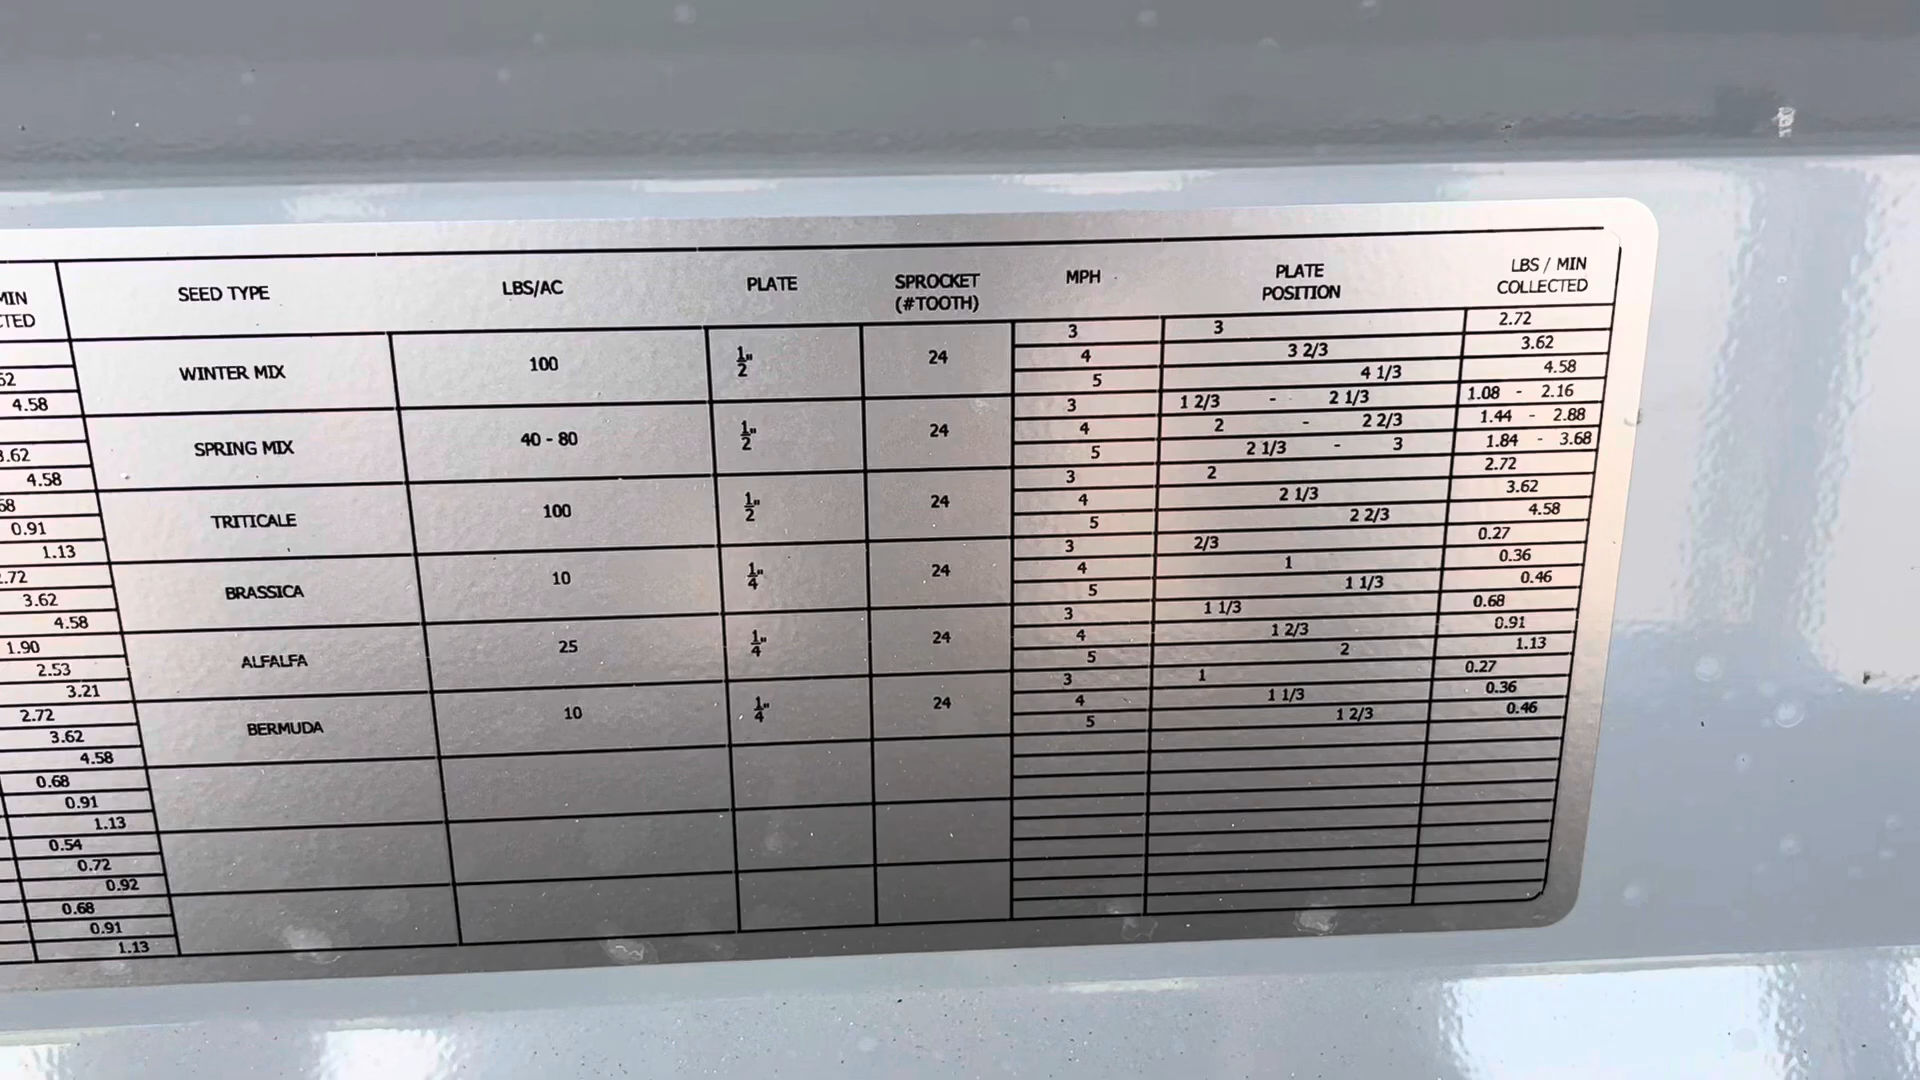 MIN SEED TYPE LBS/AC PLATE SPROCKET (#TOOTH) MPH PLATE POSITION LBS / MIN COLLECTED
WINTER MIX 100 1/2" 24 3 3 2.72
4 3 2/3 3.62
4.58 5 4 1/3 4.58
SPRING MIX 40 - 80 1/2" 24 3 1 2/3 - 2 1/3 1.08 - 2.16
4 2 - 2 2/3 1.44 - 2.88
4.58 5 2 1/3 - 3 1.84 - 3.68
TRITICALE 100 1/2" 24 3 2 2.72
0.91 4 2 1/3 3.62
1.13 5 2 2/3 4.58
BRASSICA 10 1/4" 24 3 2/3 0.27
3.62 4 1 0.36
4.58 5 1 1/3 0.46
1.90 ALFALFA 25 1/4" 24 3 1 1/3 0.68
2.53 4 1 2/3 0.91
3.21 5 2 1.13
2.72 BERMUDA 10 1/4" 24 3 1 0.27
3.62 4 1 1/3 0.36
4.58 5 1 2/3 0.46
0.68
0.91
1.13
0.54
0.72
0.92
0.68
0.91
1.13